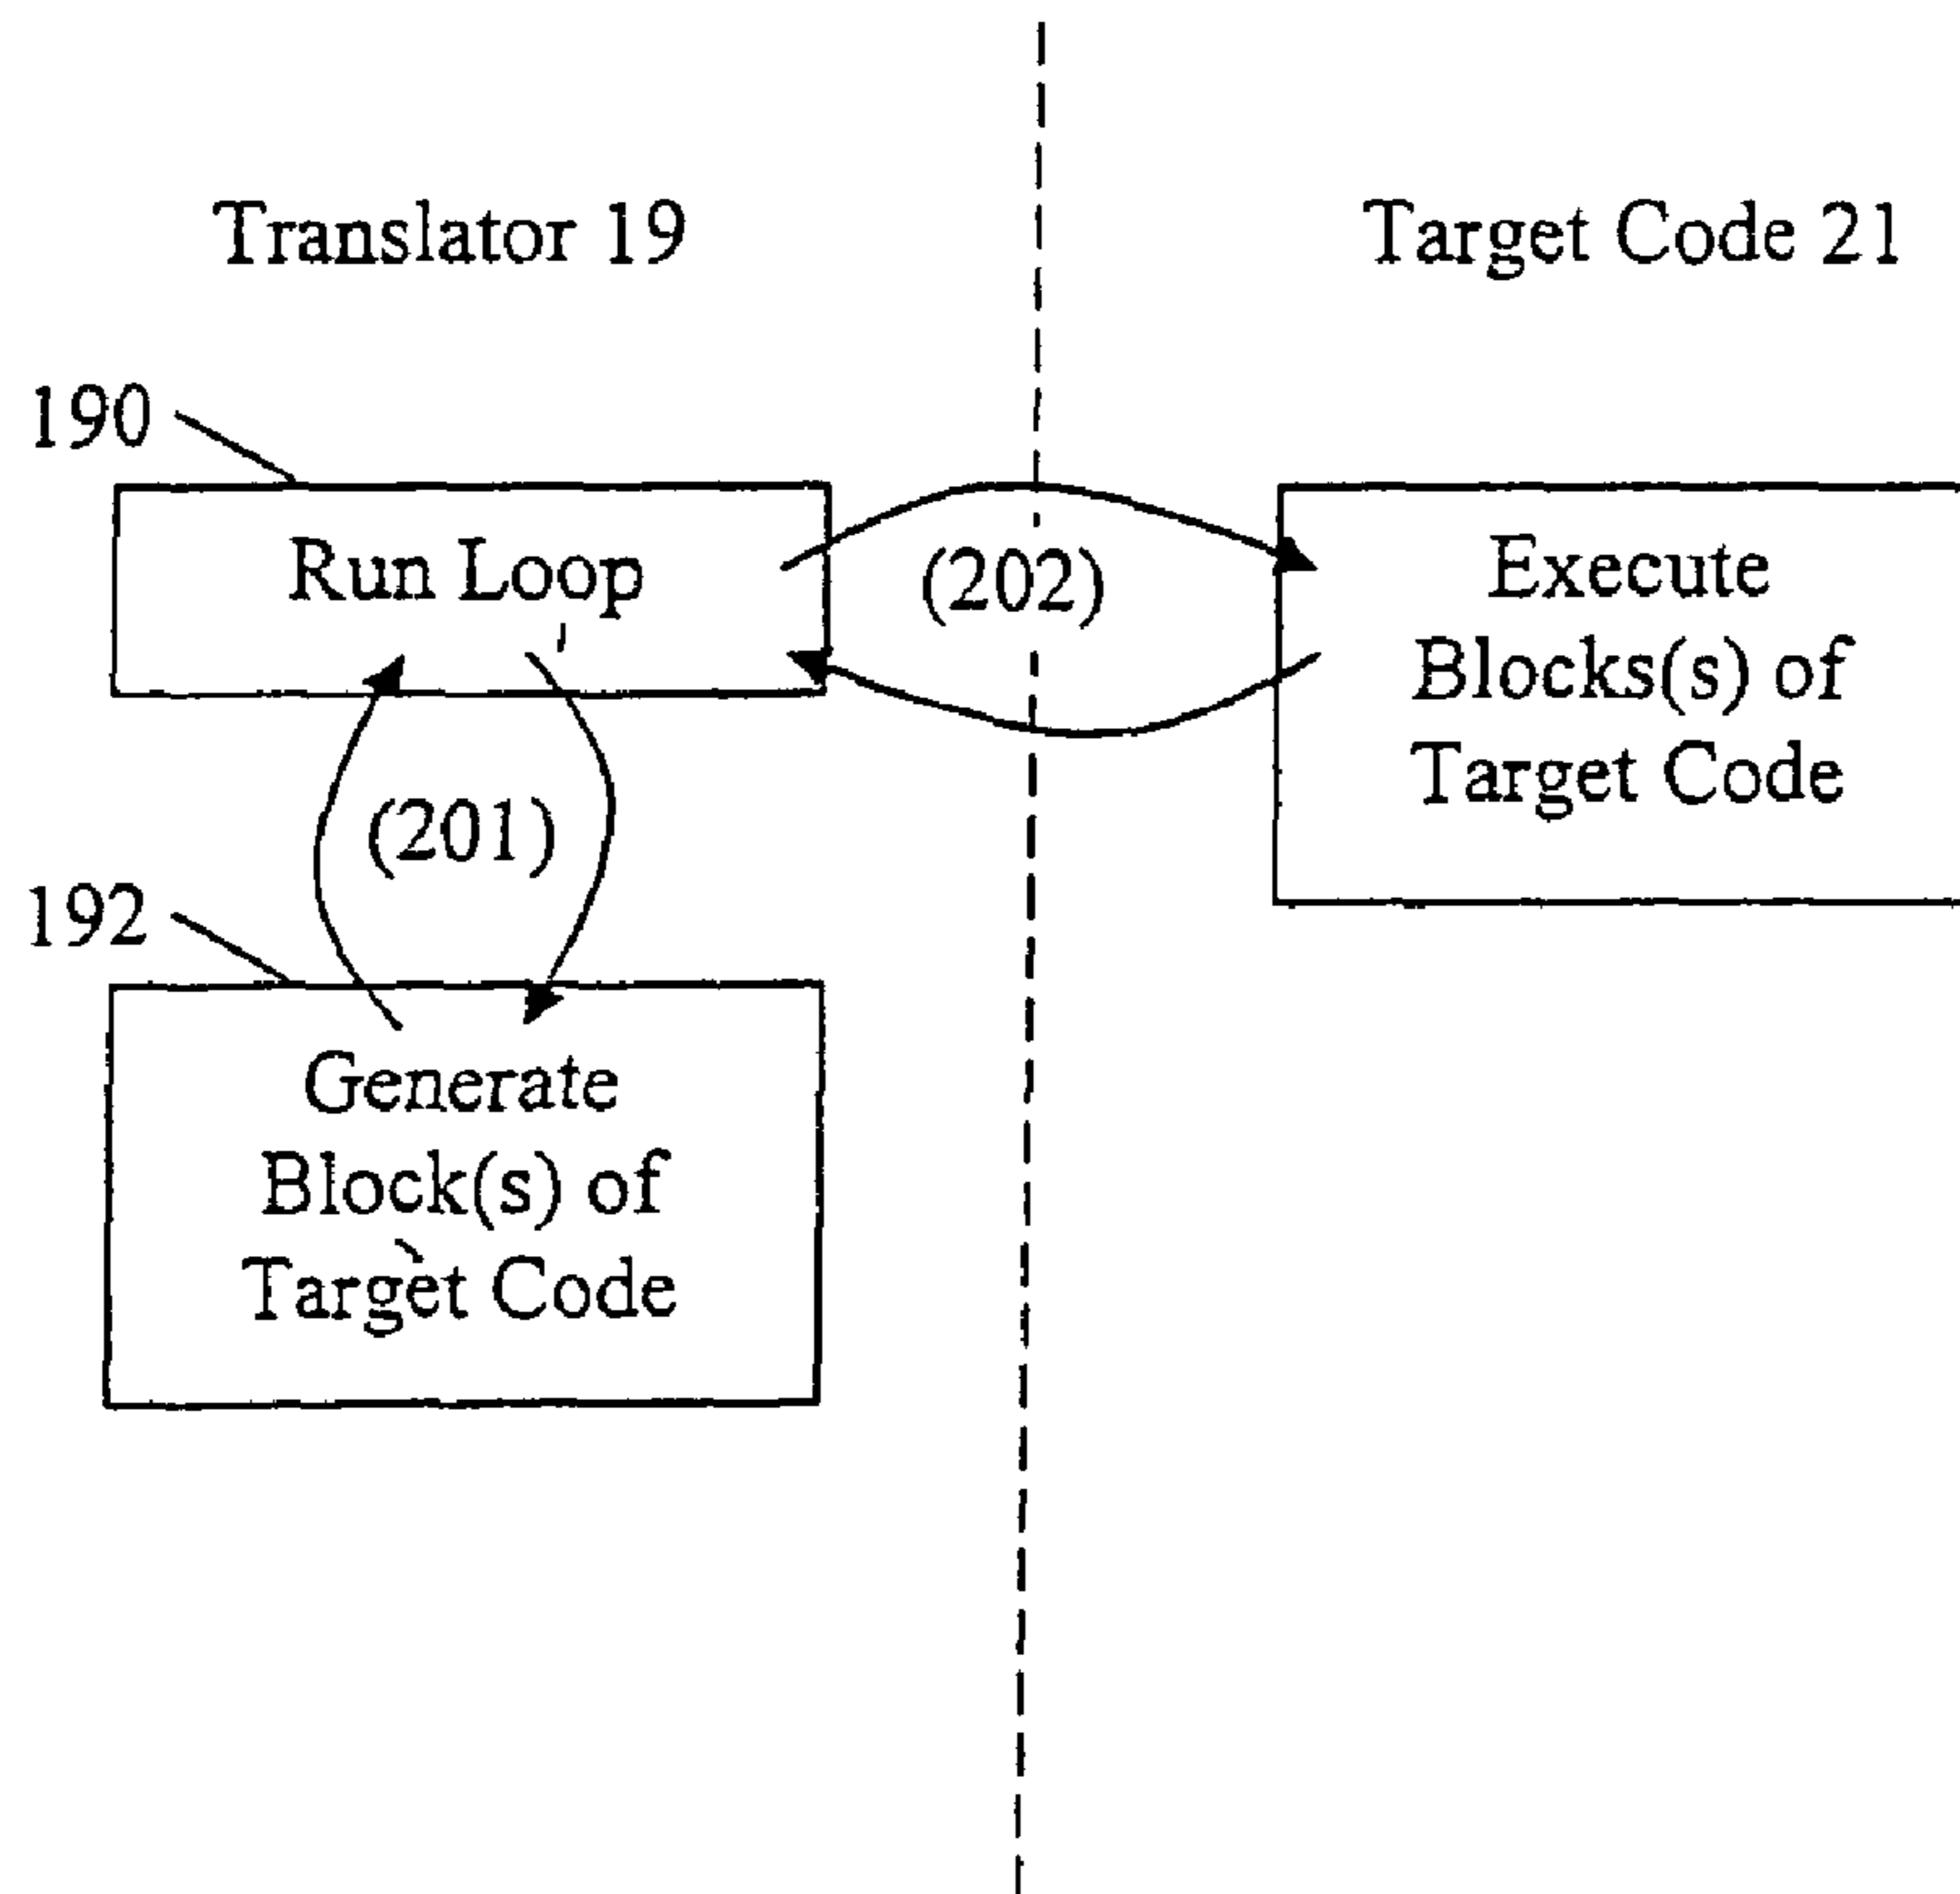 Translator 19
Target Code 21
190
Run Loop
(202)
Execute
Blocks(s) of
Target Code
(201)
192
Generate
Block(s) of
Target Code